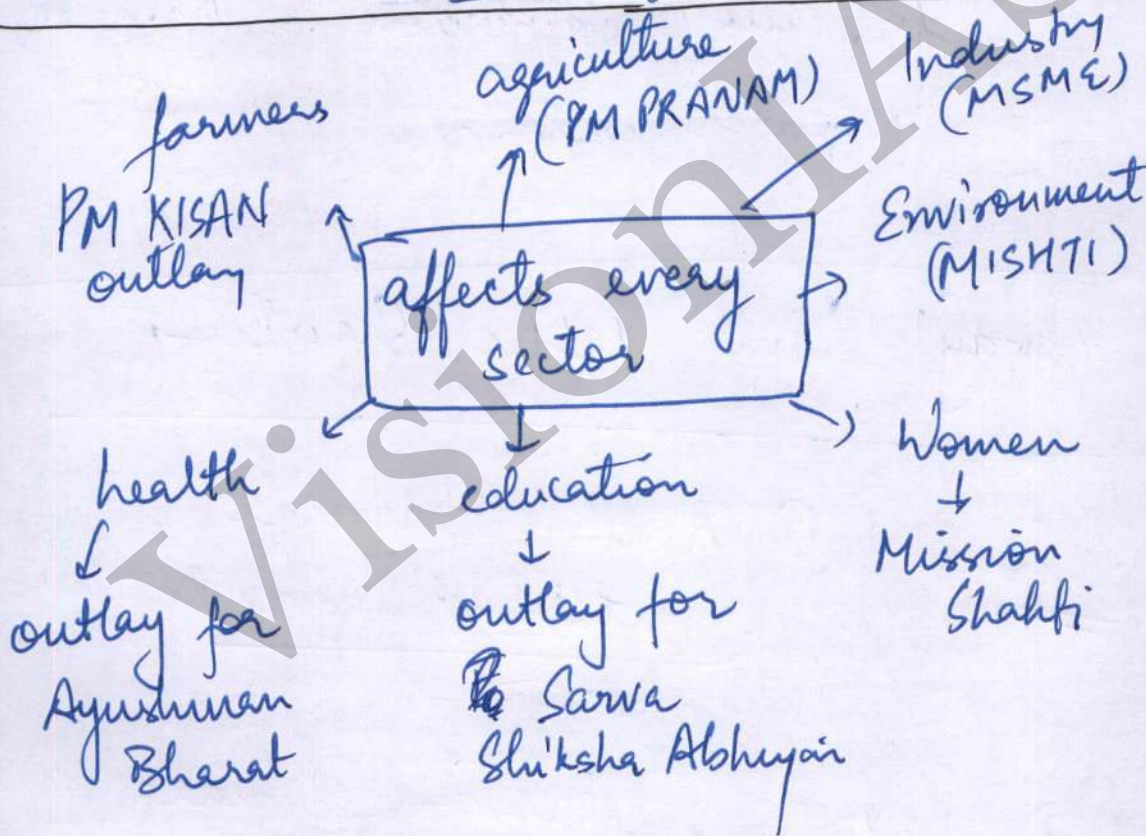 agriculture
(PM PRANAM)
Industry
(MSME)
farmers
PM KISAN
outlay
Environment
(MISHTI)
affects every
sector
health
outlay for
Ayushman
Bharat
education
outlay for
Sarva
Shiksha Abhiyan
Women
Mission
Shakti
VisionIAS